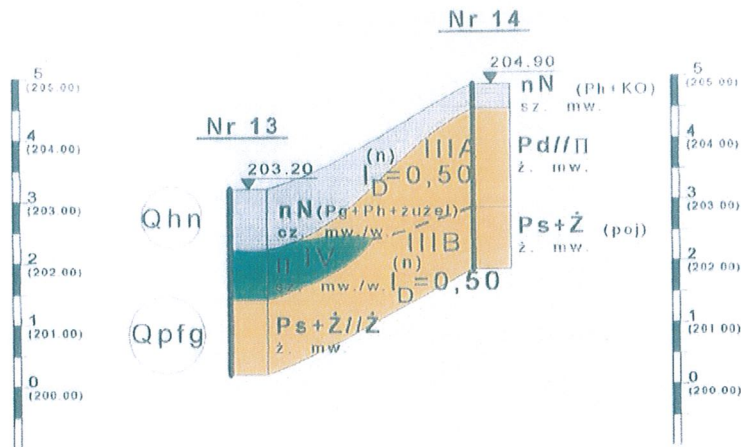 Nr 14
204.90
5
(205.00)
4
(204.00)
3
(203.00)
2
(202.00)
1
(201.00)
0
(200.00)
Nr 13
203.20
Qhn
Qpfg
nN (Pg+Ph+żużel)
cz. mw./w.
Π IV
mw./w.
Ps+Ż//Ż
ż. mw.
IIIA
(n)
I_D=0,50
IIIB
(n)
I_D=0,50
nN (Ph+KO)
sz. mw.
Pd//Π
ż. mw.
Ps+Ż (poj)
ż. mw.
5
(205.00)
4
(204.00)
3
(203.00)
2
(202.00)
1
(201.00)
0
(200.00)